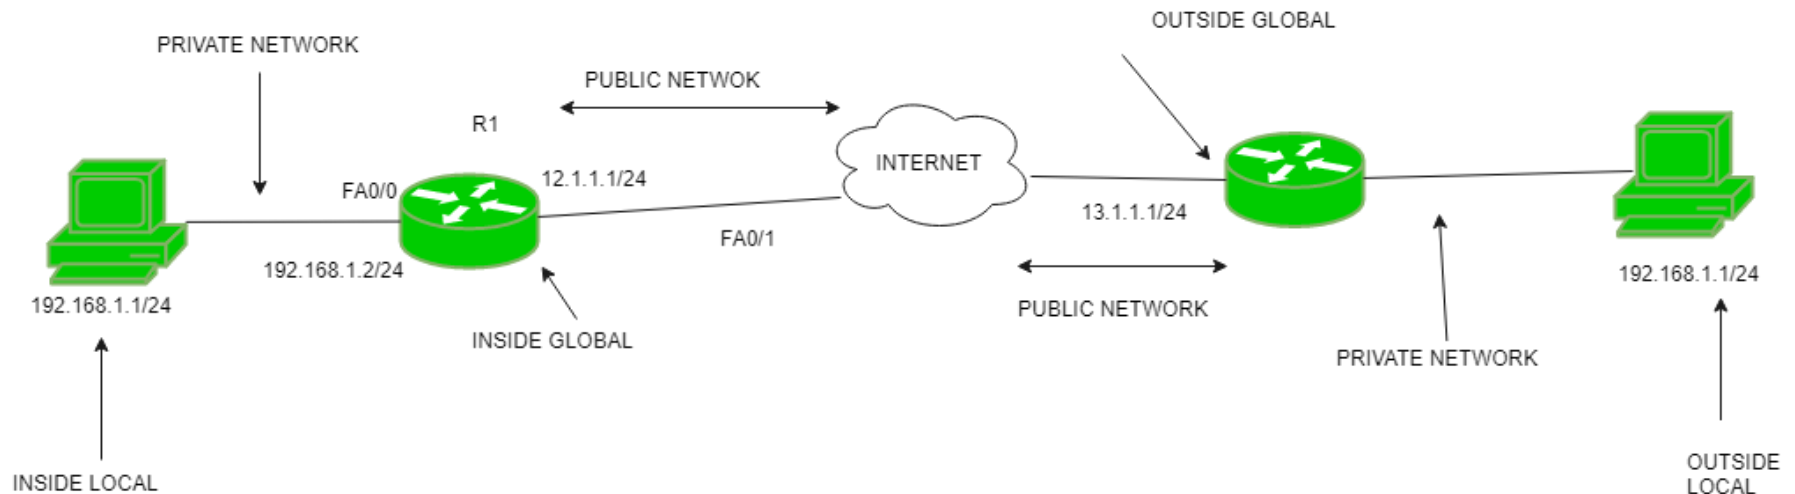 OUTSIDE GLOBAL
PRIVATE NETWORK
PUBLIC NETWOK
R1
INTERNET
FA0/0
12.1.1.1/24
13.1.1.1/24
FA0/1
192.168.1.2/24
192.168.1.1/24
192.168.1.1/24
PUBLIC NETWORK
INSIDE GLOBAL
PRIVATE NETWORK
INSIDE LOCAL
OUTSIDE
LOCAL